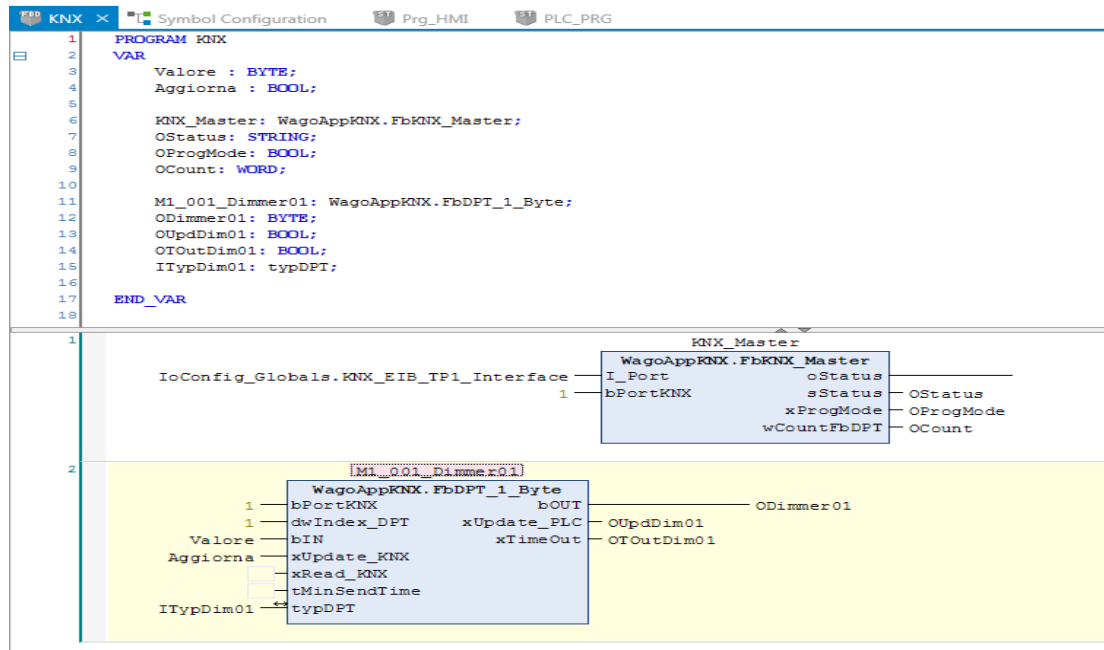 FBD KNX × Symbol Configuration ST Prg_HMI ST PLC_PRG
1 PROGRAM KNX
2 VAR
3 Valore : BYTE;
4 Aggiorna : BOOL;
5
6 KNX_Master: WagoAppKNX.FbKNX_Master;
7 OStatus: STRING;
8 OProgMode: BOOL;
9 OCount: WORD;
10
11 M1_001_Dimmer01: WagoAppKNX.FbDPT_1_Byte;
12 ODimmer01: BYTE;
13 OUpdDim01: BOOL;
14 OTOutDim01: BOOL;
15 ITypDim01: typDPT;
16
17 END_VAR
18
1 KNX_Master
WagoAppKNX.FbKNX_Master
IoConfig_Globals.KNX_EIB_TP1_Interface I_Port oStatus
1 bPortKNX sStatus OStatus
xProgMode OProgMode
wCountFbDPT OCount
2 M1_001_Dimmer01
WagoAppKNX.FbDPT_1_Byte
1 bPortKNX bOUT ODimmer01
1 dwIndex_DPT xUpdate_PLC OUpdDim01
Valore bIN xTimeOut OTOutDim01
Aggiorna xUpdate_KNX
xRead_KNX
tMinSendTime
ITypDim01 typDPT